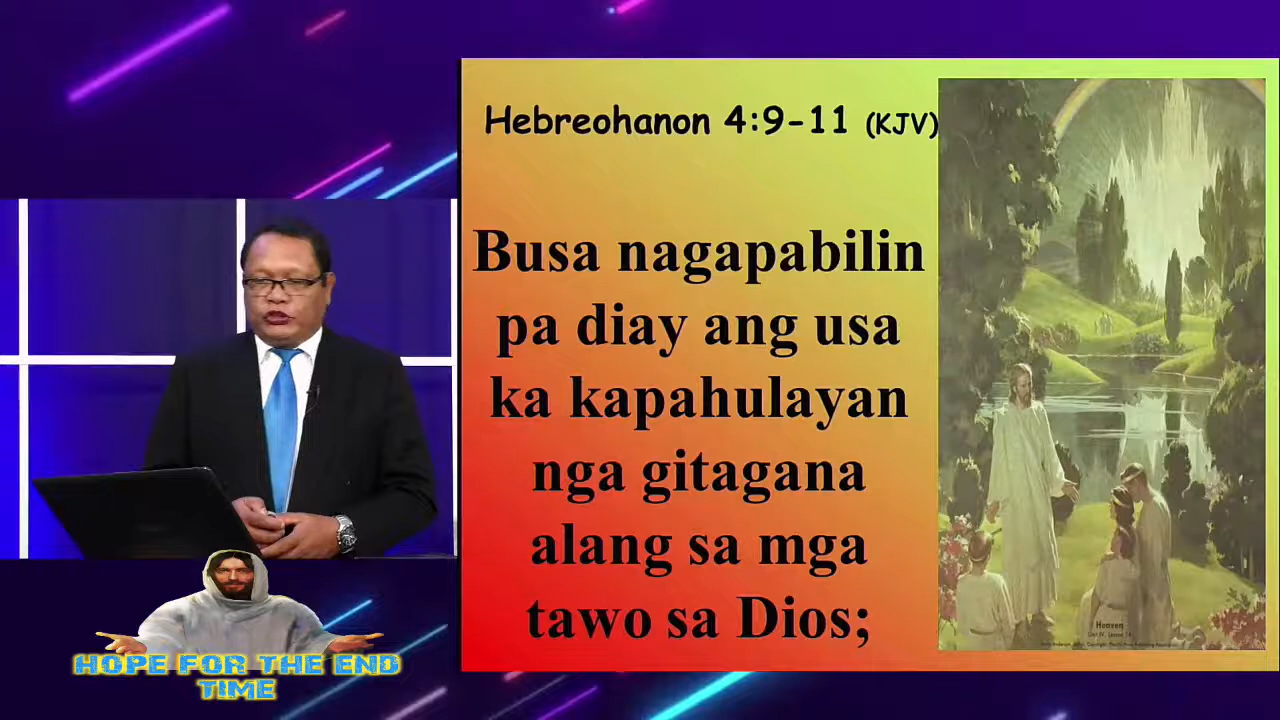 Hebreohanon 4:9-11 (KJV)
Busa nagapabilin
pa diay ang usa
ka kapahulayan
nga gitagana
alang sa mga
tawo sa Dios;
Heaven
HOPE FOR THE END
TIME